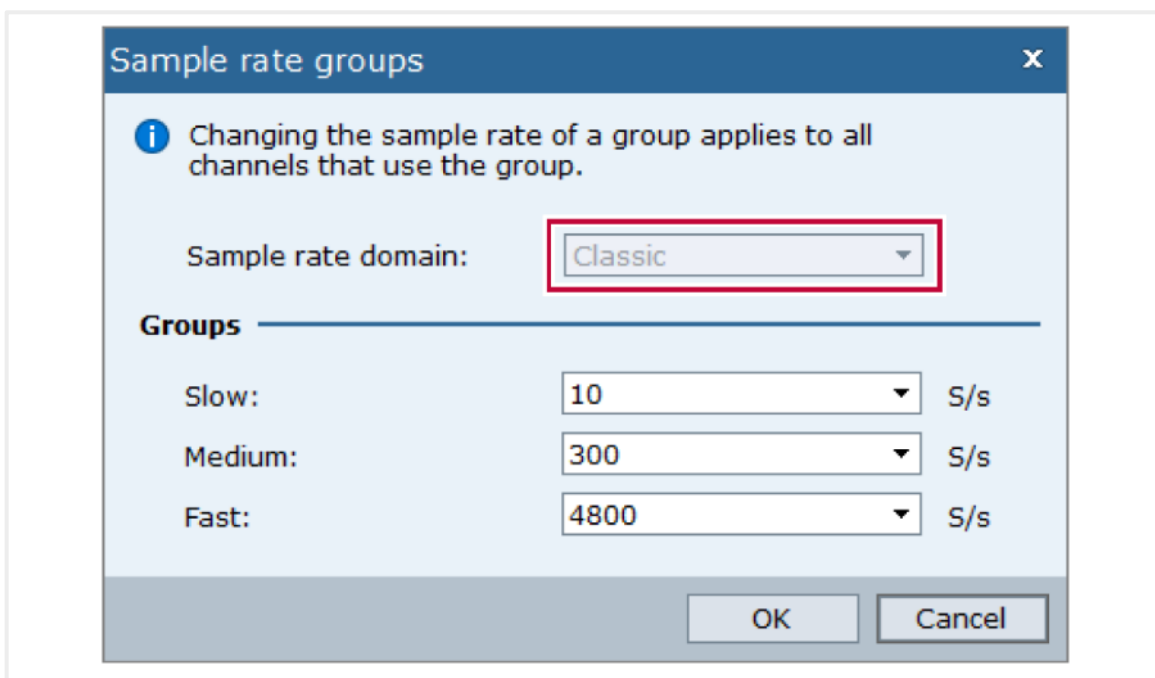 Sample rate groups x
Changing the sample rate of a group applies to all
channels that use the group.
Sample rate domain: Classic
Groups
Slow: 10 S/s
Medium: 300 S/s
Fast: 4800 S/s
OK Cancel